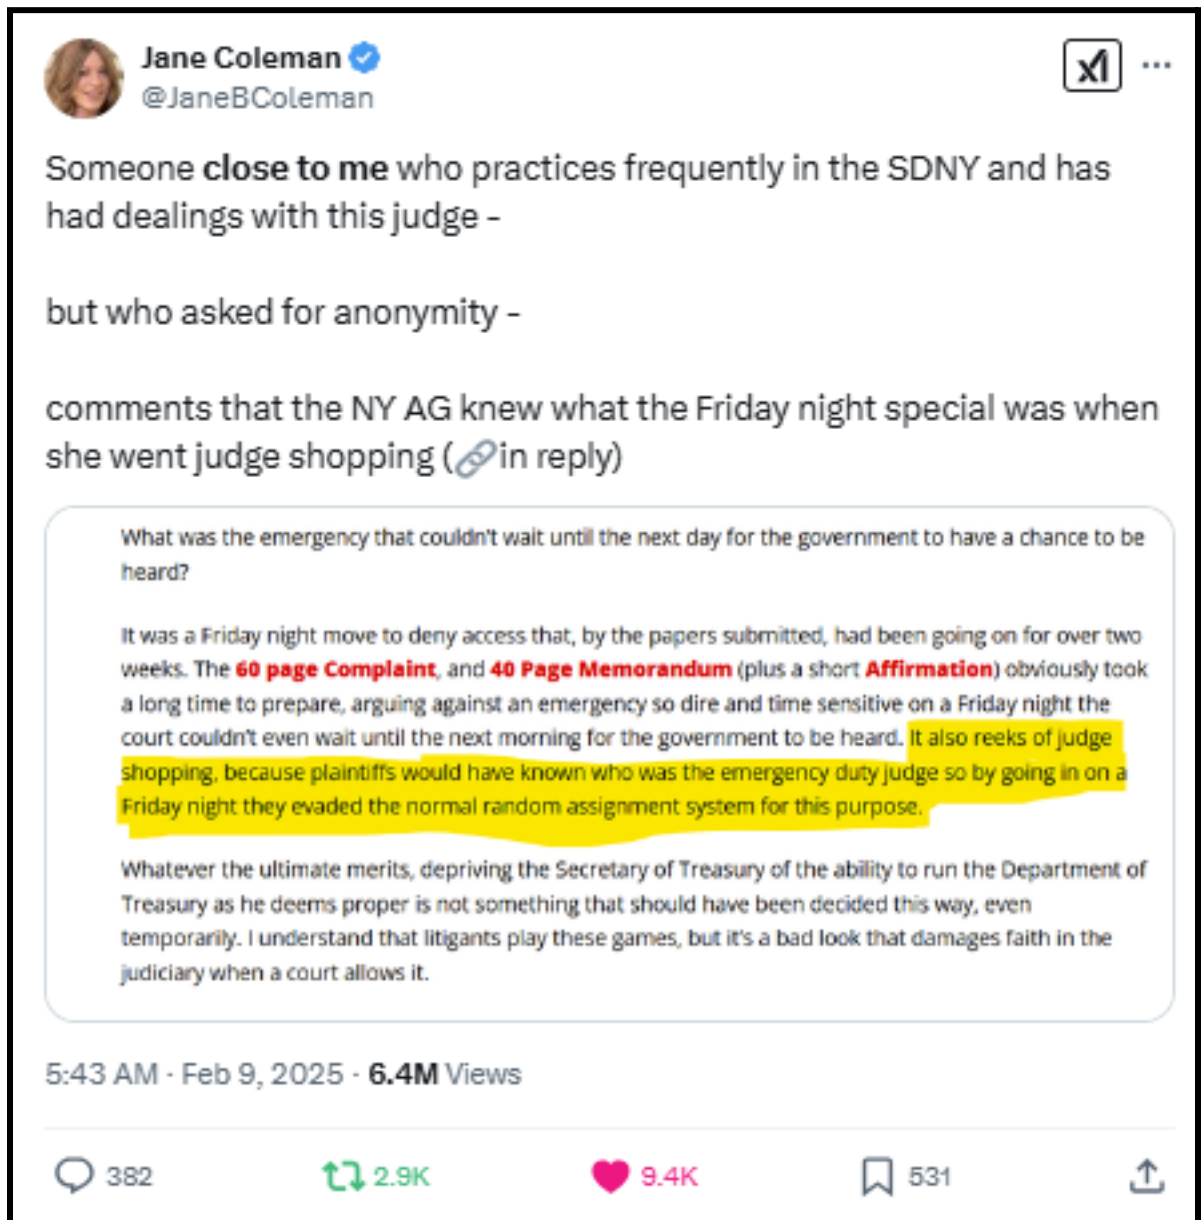 Jane Coleman
@JaneBColeman
Someone close to me who practices frequently in the SDNY and has
had dealings with this judge -
but who asked for anonymity -
comments that the NY AG knew what the Friday night special was when
she went judge shopping (🔗in reply)
What was the emergency that couldn't wait until the next day for the government to have a chance to be
heard?
It was a Friday night move to deny access that, by the papers submitted, had been going on for over two
weeks. The 60 page Complaint, and 40 Page Memorandum (plus a short Affirmation) obviously took
a long time to prepare, arguing against an emergency so dire and time sensitive on a Friday night the
court couldn't even wait until the next morning for the government to be heard. It also reeks of judge
shopping, because plaintiffs would have known who was the emergency duty judge so by going in on a
Friday night they evaded the normal random assignment system for this purpose.
Whatever the ultimate merits, depriving the Secretary of Treasury of the ability to run the Department of
Treasury as he deems proper is not something that should have been decided this way, even
temporarily. I understand that litigants play these games, but it's a bad look that damages faith in the
judiciary when a court allows it.
5:43 AM · Feb 9, 2025 · 6.4M Views
382 2.9K 9.4K 531